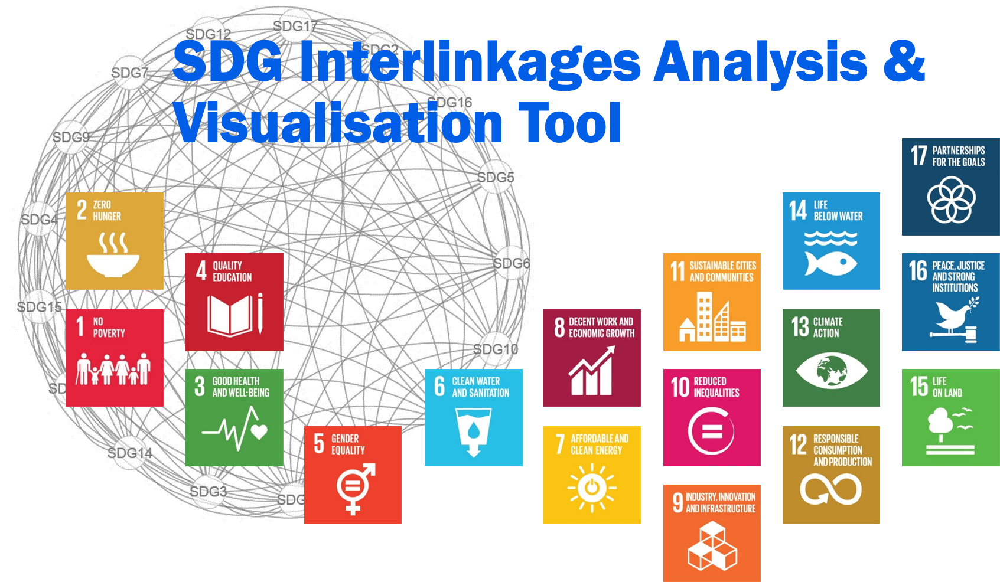 SDG12
SDG17
SDG2
SDG7
SDG Interlinkages Analysis &
SDG16
Visualisation Tool
SDG9
SDG5
SDG4
SDG6
SDG15
SDG10
SD
SDG14
SDG3
SDG
2 ZERO
HUNGER
1 NO
POVERTY
4 QUALITY
EDUCATION
3 GOOD HEALTH
AND WELL-BEING
5 GENDER
EQUALITY
6 CLEAN WATER
AND SANITATION
8 DECENT WORK AND
ECONOMIC GROWTH
7 AFFORDABLE AND
CLEAN ENERGY
11 SUSTAINABLE CITIES
AND COMMUNITIES
10 REDUCED
INEQUALITIES
9 INDUSTRY, INNOVATION
AND INFRASTRUCTURE
14 LIFE
BELOW WATER
13 CLIMATE
ACTION
12 RESPONSIBLE
CONSUMPTION
AND PRODUCTION
17 PARTNERSHIPS
FOR THE GOALS
16 PEACE, JUSTICE
AND STRONG
INSTITUTIONS
15 LIFE
ON LAND